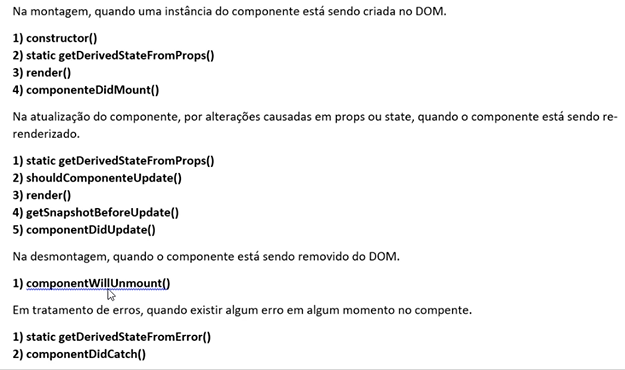 Na montagem, quando uma instância do componente está sendo criada no DOM.
1) constructor()
2) static getDerivedStateFromProps()
3) render()
4) componenteDidMount()
Na atualização do componente, por alterações causadas em props ou state, quando o componente está sendo re-
renderizado.
1) static getDerivedStateFromProps()
2) shouldComponenteUpdate()
3) render()
4) getSnapshotBeforeUpdate()
5) componentDidUpdate()
Na desmontagem, quando o componente está sendo removido do DOM.
1) componentWillUnmount()
Em tratamento de erros, quando existir algum erro em algum momento no compente.
1) static getDerivedStateFromError()
2) componentDidCatch()